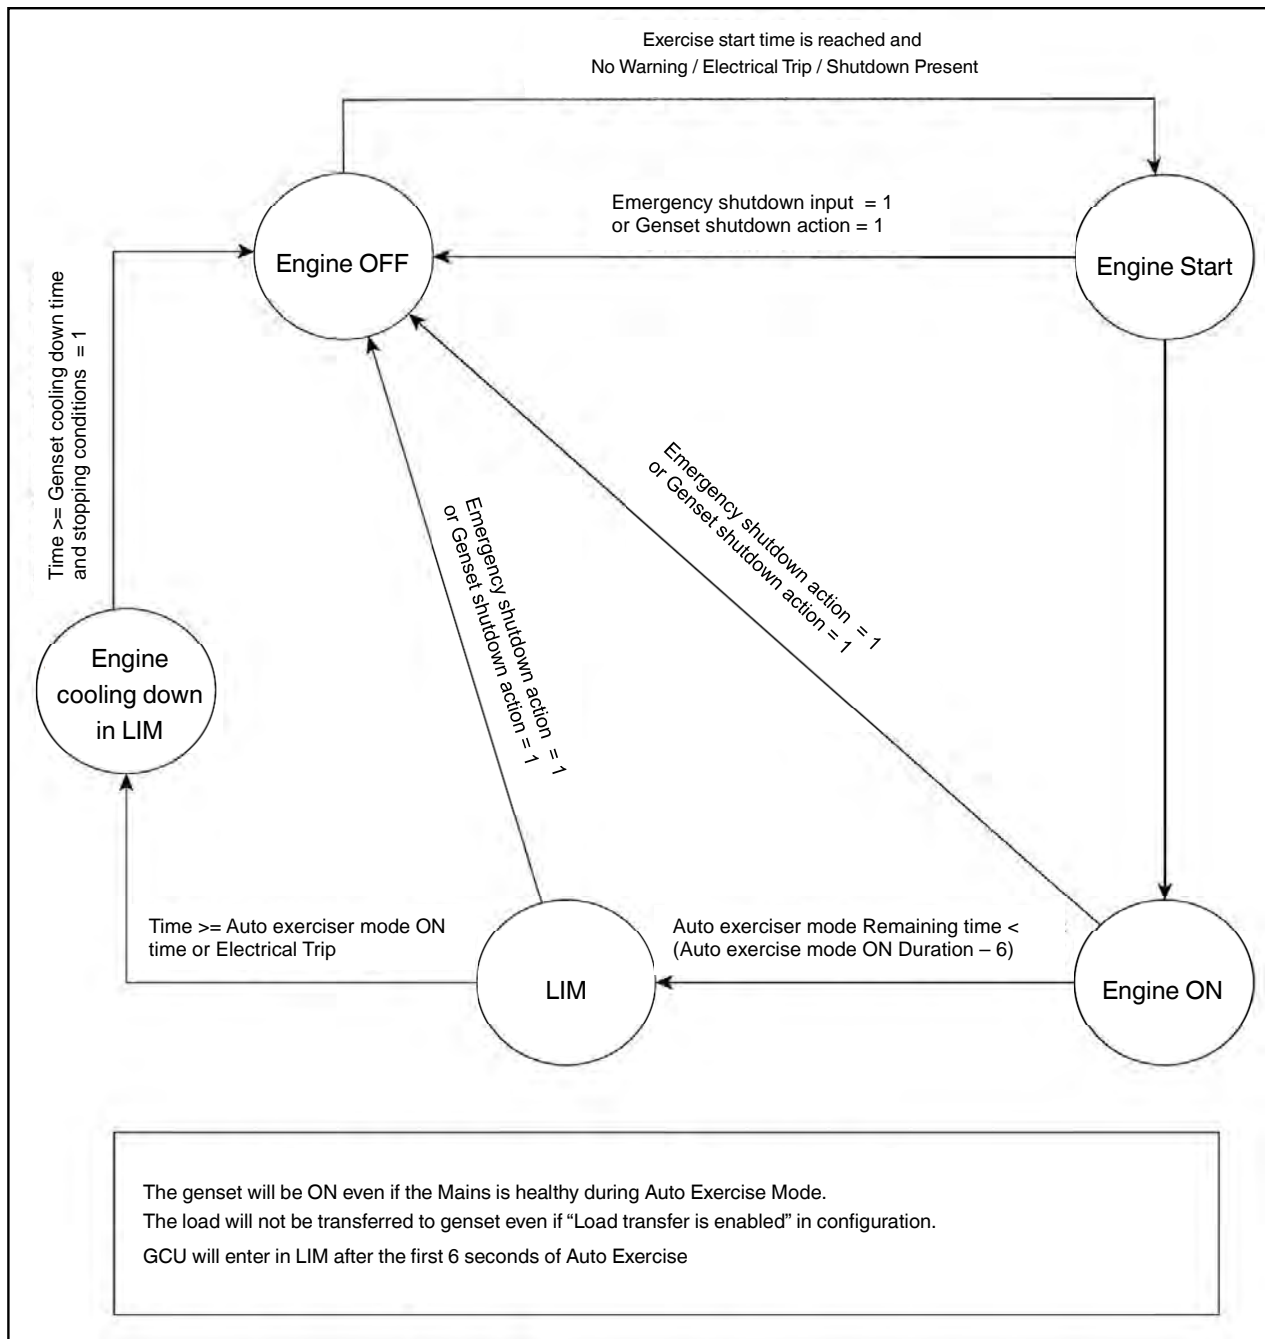 Exercise start time is reached and
No Warning / Electrical Trip / Shutdown Present
Emergency shutdown input = 1
or Genset shutdown action = 1
Engine OFF
Engine Start
Time >= Genset cooling down time
and stopping conditions = 1
Emergency shutdown action = 1
or Genset shutdown action = 1
Emergency shutdown action = 1
or Genset shutdown action = 1
Engine
cooling down
in LIM
Time >= Auto exerciser mode ON
time or Electrical Trip
LIM
Auto exerciser mode Remaining time <
(Auto exercise mode ON Duration – 6)
Engine ON
The genset will be ON even if the Mains is healthy during Auto Exercise Mode.
The load will not be transferred to genset even if “Load transfer is enabled” in configuration.
GCU will enter in LIM after the first 6 seconds of Auto Exercise